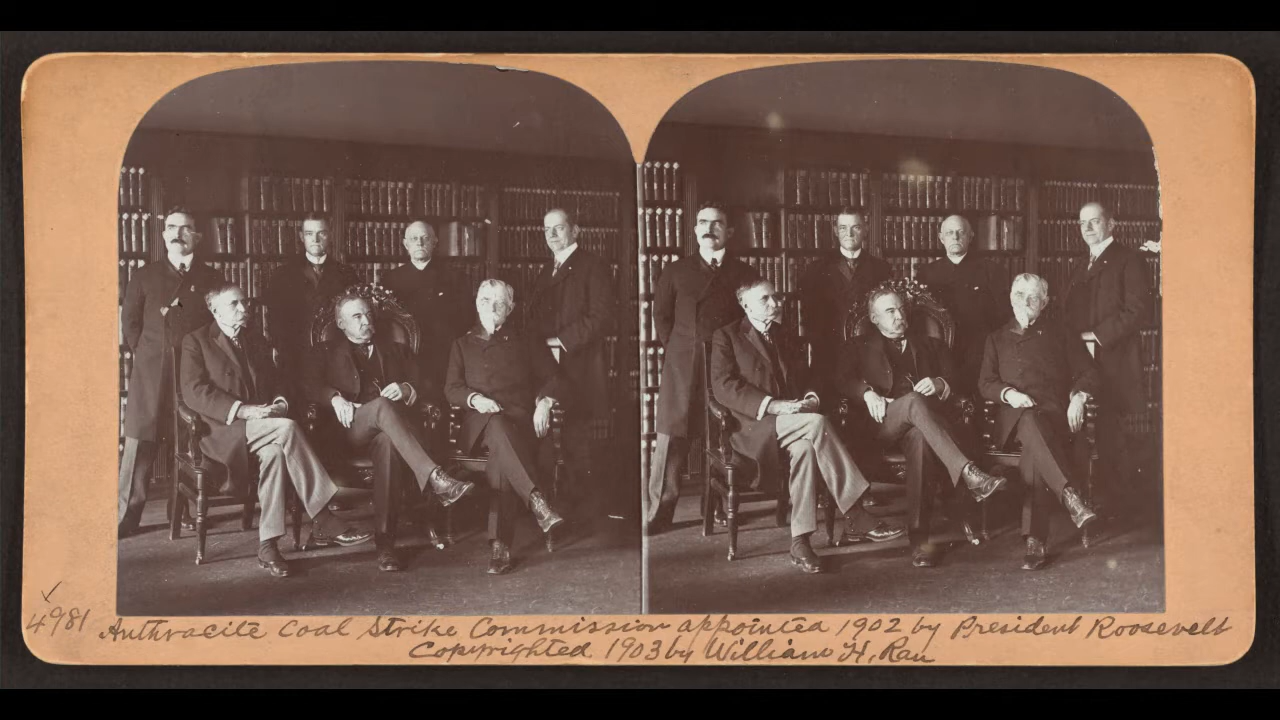 4981 Anthracite Coal Strike Commission appointed 1902 by President Roosevelt
Copyrighted 1903 by William H. Rau